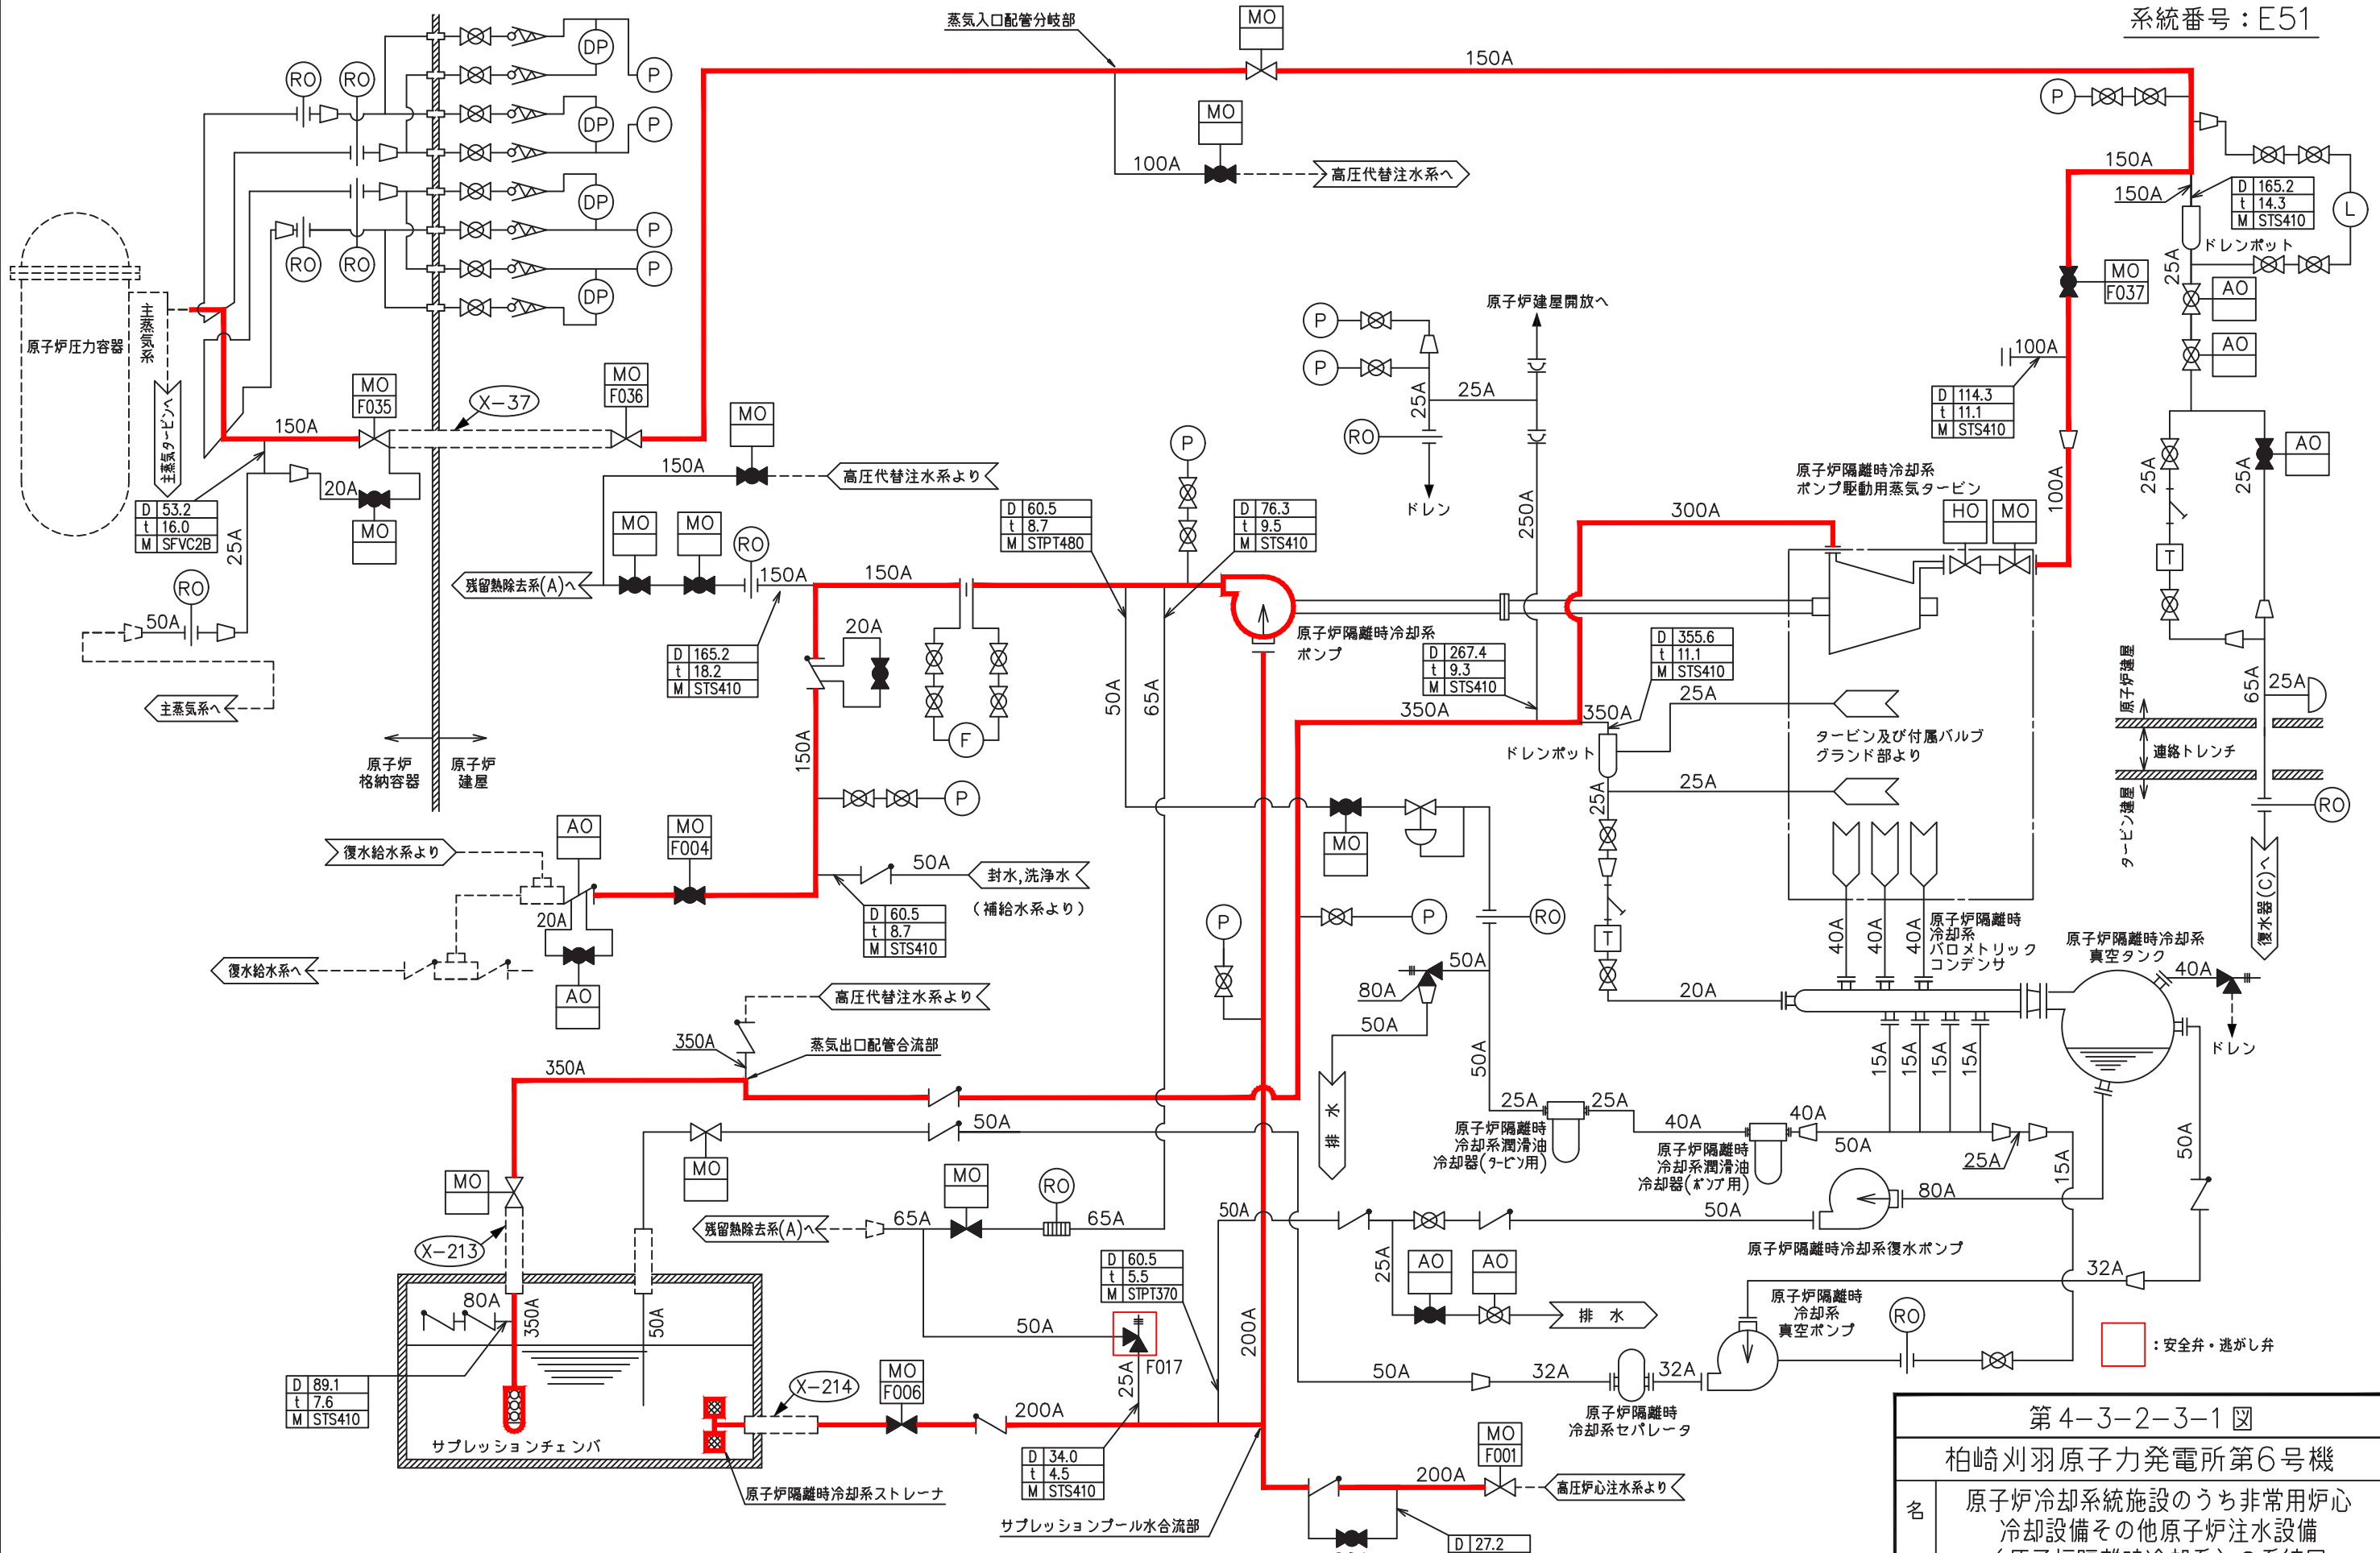 系統番号：E51
蒸気入口配管分岐部
MO
150A
RO
RO
DP
P
MO
100A
高圧代替注水系へ
DP
P
P
150A
150A
D 165.2
t 14.3
M STS410
L
ドレンポット
25A
AO
AO
MO
F037
DP
P
RO
RO
P
DP
原子炉圧力容器
主蒸気系
主蒸気タービンへ
150A
MO
F035
X-37
MO
F036
D 53.2
t 16.0
M SFVC2B
20A
MO
25A
RO
50A
主蒸気系へ
原子炉
格納容器
原子炉
建屋
MO
150A
高圧代替注水系より
MO
MO
RO
150A
残留熱除去系(A)へ
150A
D 165.2
t 18.2
M STS410
20A
F
150A
P
P
P
P
25A
25A
RO
ドレン
原子炉建屋開放へ
250A
D 60.5
t 8.7
M STPT480
D 76.3
t 9.5
M STS410
50A
65A
原子炉隔離時冷却系
ポンプ
100A
D 114.3
t 11.1
M STS410
100A
原子炉隔離時冷却系
ポンプ駆動用蒸気タービン
HO
MO
300A
D 267.4
t 9.3
M STS410
D 355.6
t 11.1
M STS410
350A
350A
ドレンポット
25A
25A
25A
タービン及び付属バルブ
グランド部より
T
25A
25A
AO
T
65A
25A
原子炉建屋
連絡トレンチ
タービン建屋
RO
復水器(C)へ
復水給水系より
AO
MO
F004
20A
AO
復水給水系へ
50A
封水,洗浄水
(補給水系より)
D 60.5
t 8.7
M STS410
MO
P
P
RO
50A
80A
50A
排水
50A
40A
40A
40A
原子炉隔離時
冷却系
バロメトリック
コンデンサ
原子炉隔離時冷却系
真空タンク
40A
ドレン
20A
15A
15A
15A
15A
高圧代替注水系より
350A
蒸気出口配管合流部
350A
MO
X-213
MO
50A
25A
25A
原子炉隔離時
冷却系潤滑油
冷却器(タービン用)
40A
原子炉隔離時
冷却系潤滑油
冷却器(ポンプ用)
40A
50A
25A
15A
50A
80A
50A
原子炉隔離時冷却系復水ポンプ
残留熱除去系(A)へ
65A
MO
RO
65A
50A
25A
AO
AO
排 水
32A
原子炉隔離時
冷却系
真空ポンプ
RO
：安全弁・逃がし弁
D 60.5
t 5.5
M STPT370
50A
F017
25A
200A
50A
32A
32A
原子炉隔離時
冷却系セパレータ
80A
350A
50A
D 89.1
t 7.6
M STS410
サプレッションチェンバ
X-214
MO
F006
200A
D 34.0
t 4.5
M STS410
原子炉隔離時冷却系ストレーナ
サプレッションプール水合流部
200A
MO
F001
高圧炉心注水系より
D 27.2
第4-3-2-3-1図
柏崎刈羽原子力発電所第6号機
名
原子炉冷却系統施設のうち非常用炉心
冷却設備その他原子炉注水設備